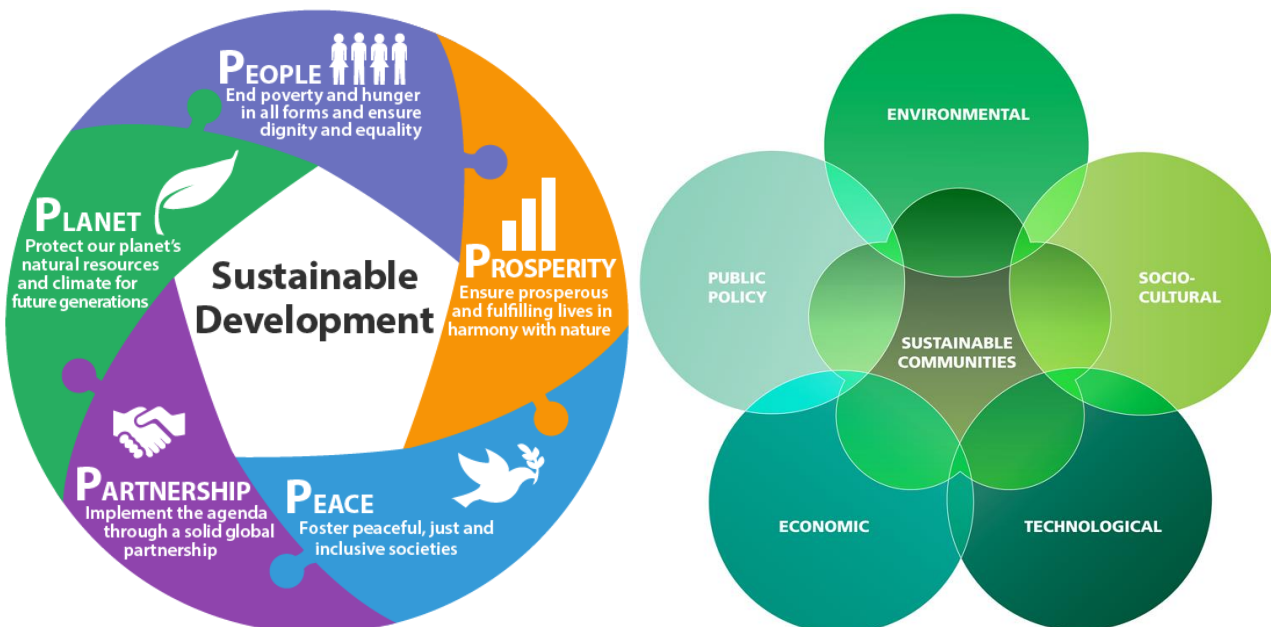 PEOPLE
End poverty and hunger
in all forms and ensure
dignity and equality
PROSPERITY
Ensure prosperous
and fulfilling lives in
harmony with nature
PEACE
Foster peaceful, just and
inclusive societies
PARTNERSHIP
Implement the agenda
through a solid global
partnership
PLANET
Protect our planet's
natural resources
and climate for
future generations
Sustainable
Development
ENVIRONMENTAL
SOCIO-
CULTURAL
TECHNOLOGICAL
ECONOMIC
PUBLIC
POLICY
SUSTAINABLE
COMMUNITIES